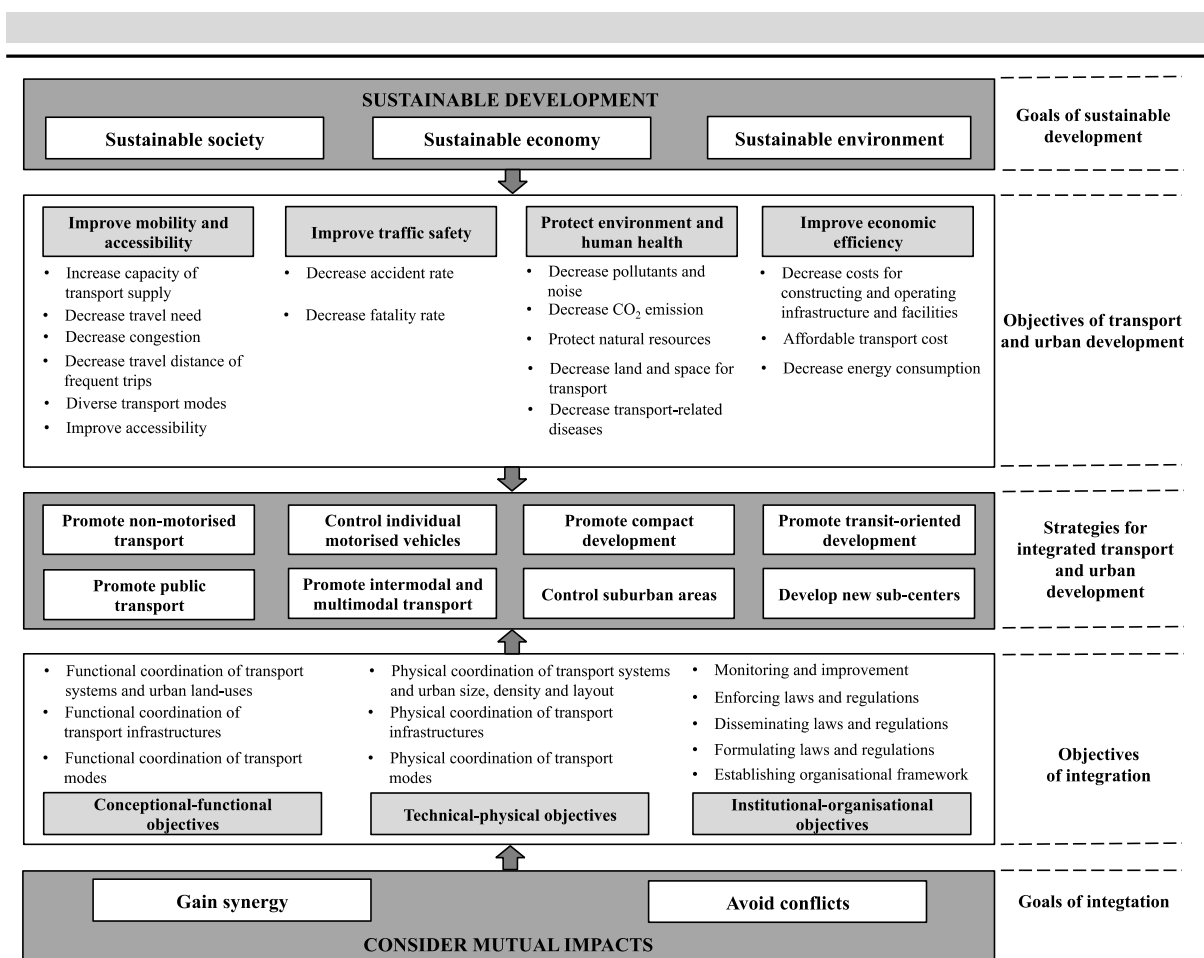 SUSTAINABLE DEVELOPMENT
Sustainable society
Sustainable economy
Sustainable environment
Goals of sustainable
development
Improve mobility and
accessibility
• Increase capacity of
transport supply
• Decrease travel need
• Decrease congestion
• Decrease travel distance of
frequent trips
• Diverse transport modes
• Improve accessibility
Improve traffic safety
• Decrease accident rate
• Decrease fatality rate
Protect environment and
human health
• Decrease pollutants and
noise
• Decrease CO₂ emission
• Protect natural resources
• Decrease land and space for
transport
• Decrease transport-related
diseases
Improve economic
efficiency
• Decrease costs for
constructing and operating
infrastructure and facilities
• Affordable transport cost
• Decrease energy consumption
Objectives of transport
and urban development
Promote non-motorised
transport
Control individual
motorised vehicles
Promote compact
development
Promote transit-oriented
development
Promote public
transport
Promote intermodal and
multimodal transport
Control suburban areas
Develop new sub-centers
Strategies for
integrated transport
and urban
development
• Functional coordination of transport
systems and urban land-uses
• Functional coordination of
transport infrastructures
• Functional coordination of transport
modes
Conceptional-functional
objectives
• Physical coordination of transport systems
and urban size, density and layout
• Physical coordination of transport
infrastructures
• Physical coordination of transport
modes
Technical-physical objectives
• Monitoring and improvement
• Enforcing laws and regulations
• Disseminating laws and regulations
• Formulating laws and regulations
• Establishing organisational framework
Institutional-organisational
objectives
Objectives
of integration
Gain synergy
Avoid conflicts
CONSIDER MUTUAL IMPACTS
Goals of integtation